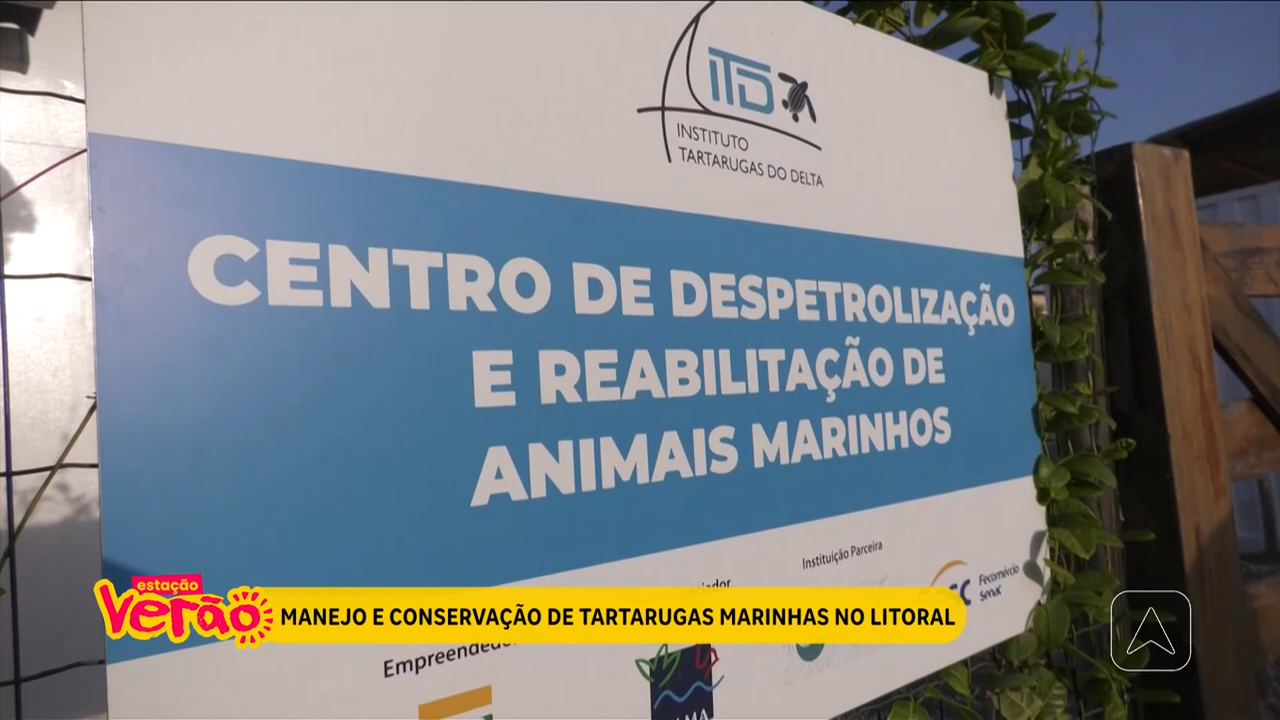 ITD
INSTITUTO
TARTARUGAS DO DELTA
CENTRO DE DESPETROLIZAÇÃO
E REABILITAÇÃO DE
ANIMAIS MARINHOS
Instituição Parceira
Fecomércio
Senac
estação
Verão
MANEJO E CONSERVAÇÃO DE TARTARUGAS MARINHAS NO LITORAL